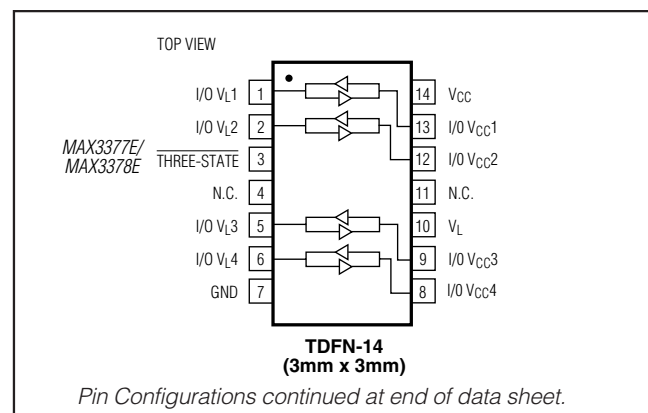 TOP VIEW
I/O VL1 1 14 VCC
I/O VL2 2 13 I/O VCC1
MAX3377E/
MAX3378E THREE-STATE 3 12 I/O VCC2
N.C. 4 11 N.C.
I/O VL3 5 10 VL
I/O VL4 6 9 I/O VCC3
GND 7 8 I/O VCC4
TDFN-14
(3mm x 3mm)
Pin Configurations continued at end of data sheet.